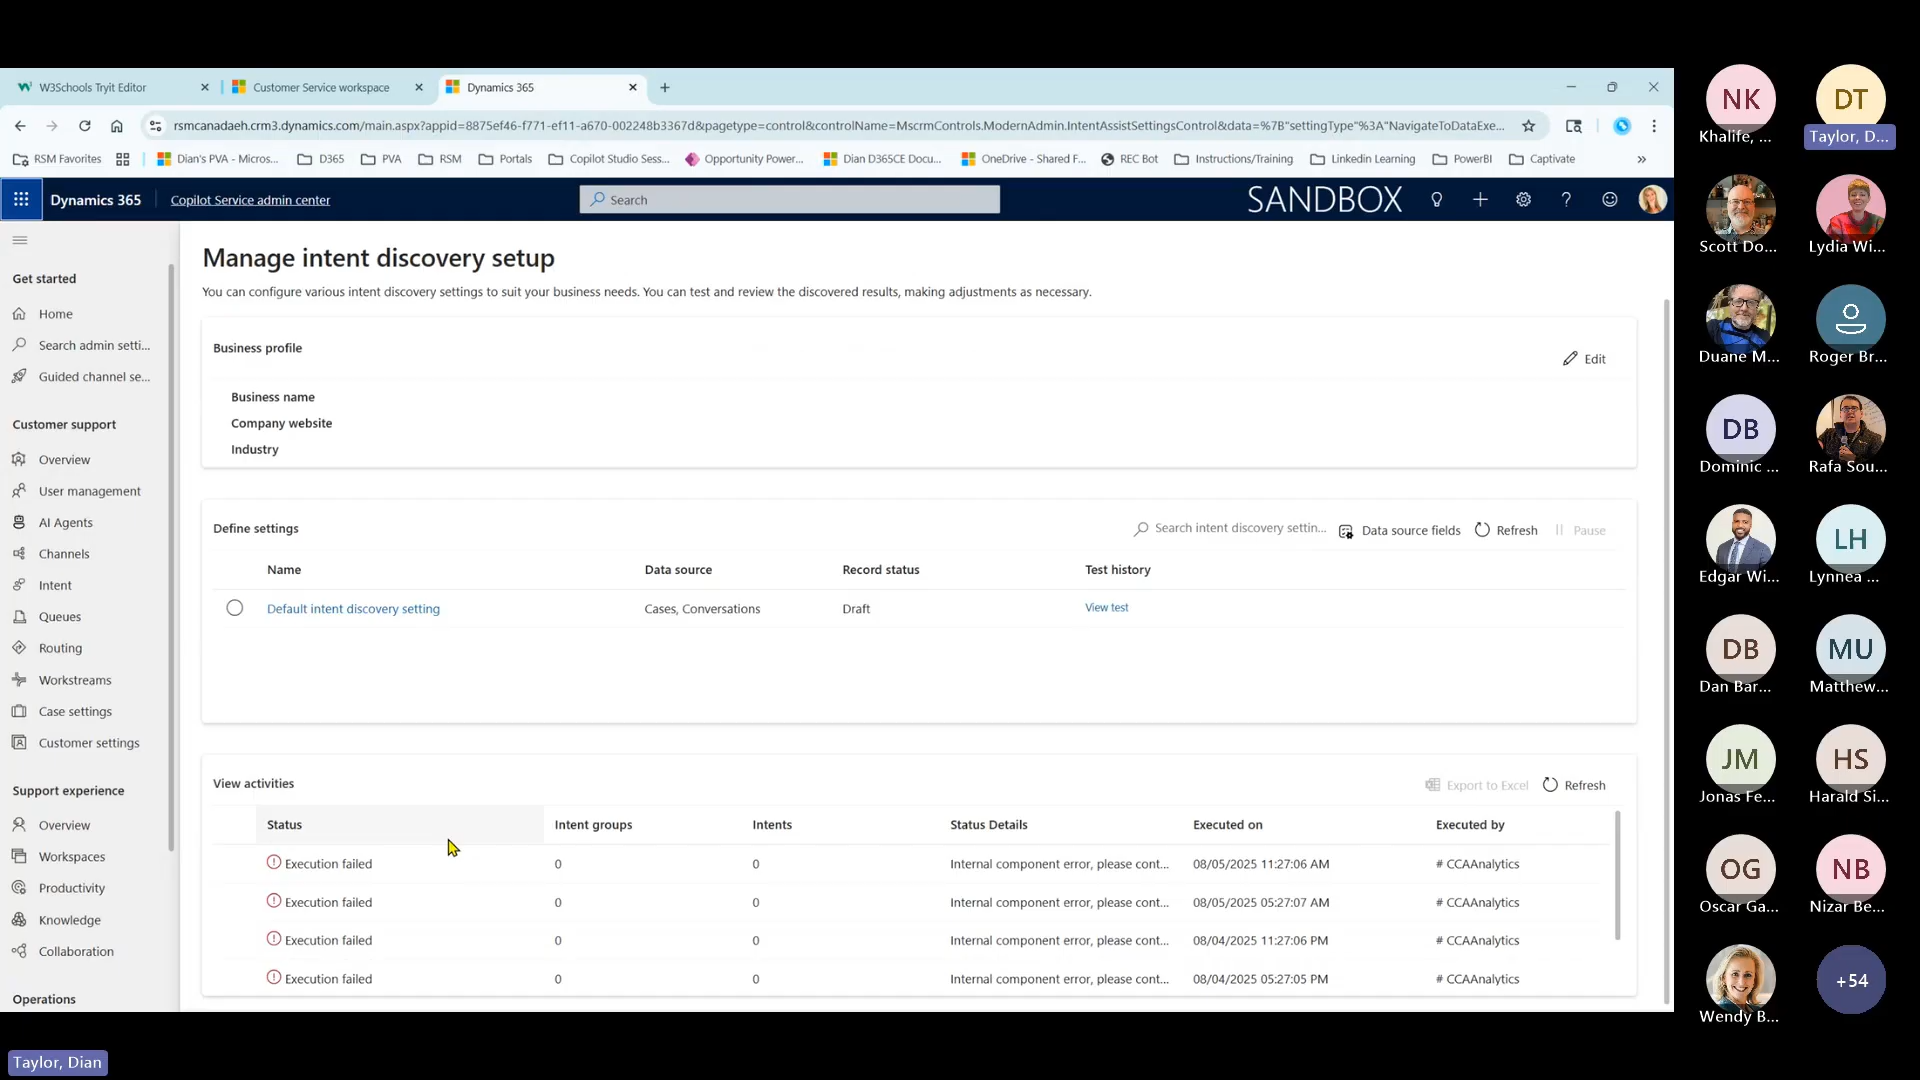 W3Schools Tryit Editor
Customer Service workspace
Dynamics 365
rsmcanadaeh.crm3.dynamics.com/main.aspx?appid=8875ef46-f771-ef11-a670-002248b3367d&pagetype=control&controlName=MscrmControls.ModernAdmin.IntentAssistSettingsControl&data=%7B"settingType"%3A"NavigateToDataExe...
RSM Favorites
Dian's PVA - Micros...
D365
PVA
RSM
Portals
Copilot Studio Sess...
Opportunity Power...
Dian D365CE Docu...
OneDrive - Shared F...
REC Bot
Instructions/Training
Linkedin Learning
PowerBI
Captivate
»
Dynamics 365
Copilot Service admin center
Search
SANDBOX
Get started
Home
Search admin setti...
Guided channel se...
Customer support
Overview
User management
AI Agents
Channels
Intent
Queues
Routing
Workstreams
Case settings
Customer settings
Support experience
Overview
Workspaces
Productivity
Knowledge
Collaboration
Operations
Manage intent discovery setup
You can configure various intent discovery settings to suit your business needs. You can test and review the discovered results, making adjustments as necessary.
Business profile
Edit
Business name
Company website
Industry
Define settings
Search intent discovery settin...
Data source fields
Refresh
Pause
Name Data source Record status Test history
Default intent discovery setting Cases, Conversations Draft View test
View activities
Export to Excel
Refresh
Status Intent groups Intents Status Details Executed on Executed by
Execution failed 0 0 Internal component error, please cont... 08/05/2025 11:27:06 AM # CCAAnalytics
Execution failed 0 0 Internal component error, please cont... 08/05/2025 05:27:07 AM # CCAAnalytics
Execution failed 0 0 Internal component error, please cont... 08/04/2025 11:27:06 PM # CCAAnalytics
Execution failed 0 0 Internal component error, please cont... 08/04/2025 05:27:05 PM # CCAAnalytics
NK
Khalife, ...
DT
Taylor, D...
Scott Do...
Lydia Wi...
Duane M...
Roger Br...
DB
Dominic ...
Rafa Sou...
Edgar Wi...
LH
Lynnea ...
DB
Dan Bar...
MU
Matthew...
JM
Jonas Fe...
HS
Harald Si...
OG
Oscar Ga...
NB
Nizar Be...
Wendy B...
+54
Taylor, Dian